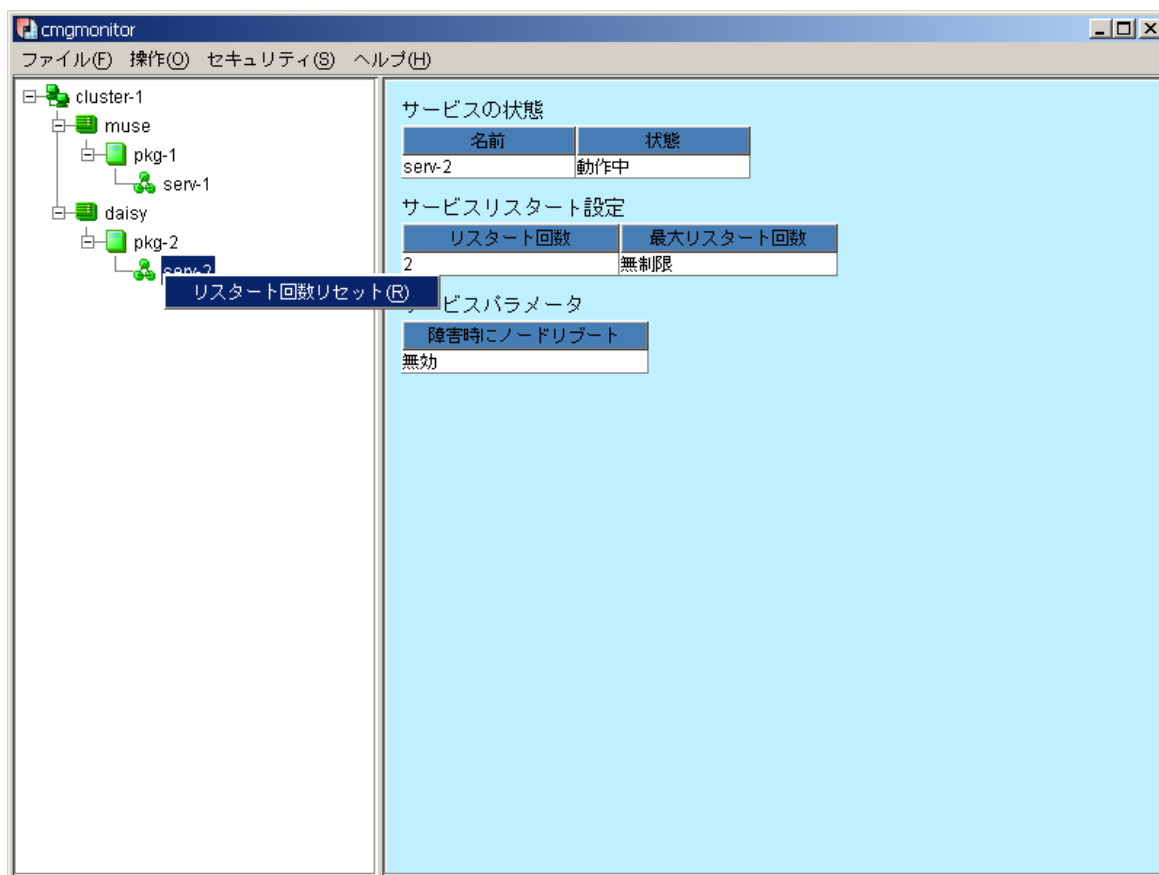 cmgmonitor
ファイル(F) 操作(O) セキュリティ(S) ヘルプ(H)
cluster-1
muse
pkg-1
serv-1
daisy
pkg-2
serv-2
リスタート回数リセット(R)
サービスの状態
名前 状態
serv-2 動作中
サービスリスタート設定
リスタート回数 最大リスタート回数
2 無制限
ービスパラメータ
障害時にノードリブート
無効